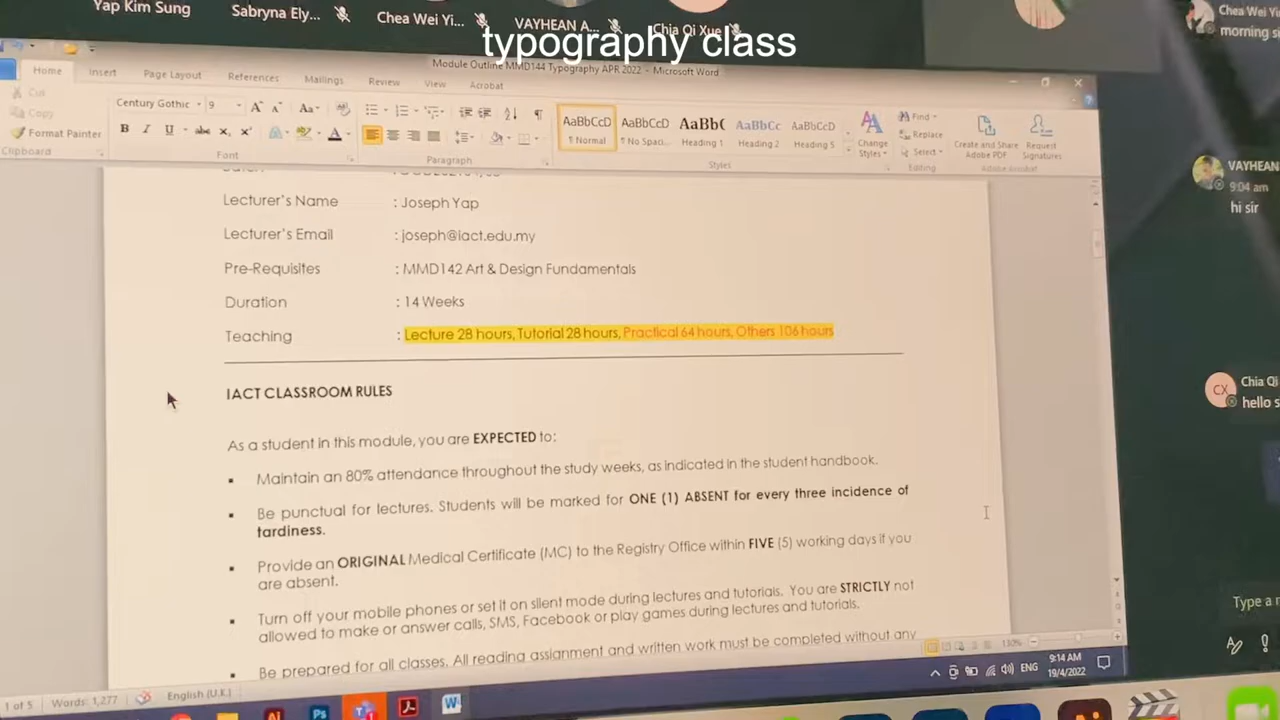 Yap Kim Sung
Sabryna Ely...
Chea Wei Yi...
VAYHEAN A...
Chia Qi Xue
Chea Wei Yi
morning si
typography class
Module Outline MMD144 Typography APR 2022 - Microsoft Word
Home
Insert
Page Layout
References
Mailings
Review
View
Acrobat
Cut
Copy
Format Painter
Clipboard
Century Gothic
9
Font
Paragraph
AaBbCcD
AaBbCcD
AaBb(
AaBbCc
AaBbCcD
Normal
No Spaci...
Heading 1
Heading 2
Heading 5
Styles
Change
Styles
Find
Replace
Select
Editing
Create and Share
Adobe PDF
Request
Signatures
Adobe Acrobat
Lecturer's Name : Joseph Yap
Lecturer's Email : joseph@iact.edu.my
Pre-Requisites : MMD142 Art & Design Fundamentals
Duration : 14 Weeks
Teaching : Lecture 28 hours, Tutorial 28 hours, Practical 64 hours, Others 106 hours
IACT CLASSROOM RULES
As a student in this module, you are EXPECTED to:
▪ Maintain an 80% attendance throughout the study weeks, as indicated in the student handbook.
▪ Be punctual for lectures. Students will be marked for ONE (1) ABSENT for every three incidence of
tardiness.
▪ Provide an ORIGINAL Medical Certificate (MC) to the Registry Office within FIVE (5) working days if you
are absent.
▪ Turn off your mobile phones or set it on silent mode during lectures and tutorials. You are STRICTLY not
allowed to make or answer calls, SMS, Facebook or play games during lectures and tutorials.
▪ Be prepared for all classes. All reading assignment and written work must be completed without any
VAYHEAN
9:04 am
hi sir
CX
Chia Qi
hello s
Type a n
1 of 5
Words: 1,277
English (U.K.)
130%
ENG
9:14 AM
19/4/2022
Ai
Ps
W